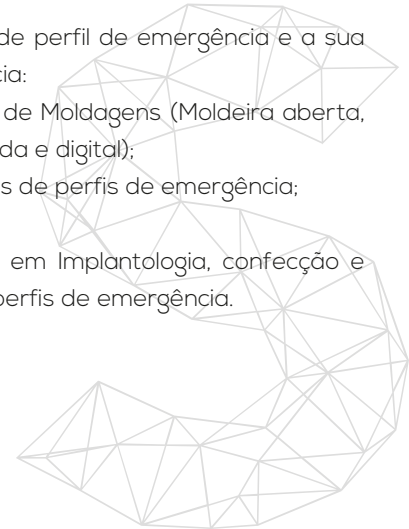 de perfil de emergência e a sua
cia:
de Moldagens (Moldeira aberta,
da e digital);
s de perfis de emergência;
em Implantologia, confecção e
perfis de emergência.